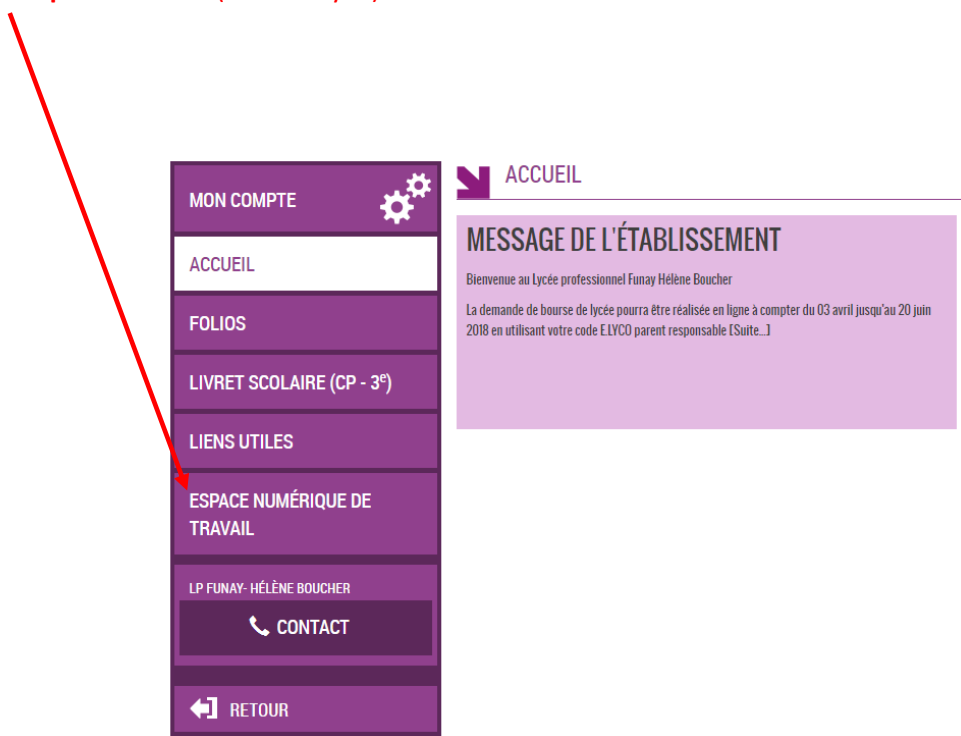 MON COMPTE
ACCUEIL
FOLIOS
LIVRET SCOLAIRE (CP - 3ᵉ)
LIENS UTILES
ESPACE NUMÉRIQUE DE
TRAVAIL
LP FUNAY- HÉLÈNE BOUCHER
CONTACT
RETOUR
ACCUEIL
MESSAGE DE L'ÉTABLISSEMENT
Bienvenue au Lycée professionnel Funay Hélène Boucher
La demande de bourse de lycée pourra être réalisée en ligne à compter du 03 avril jusqu'au 20 juin
2018 en utilisant votre code E.LYCO parent responsable [Suite...]